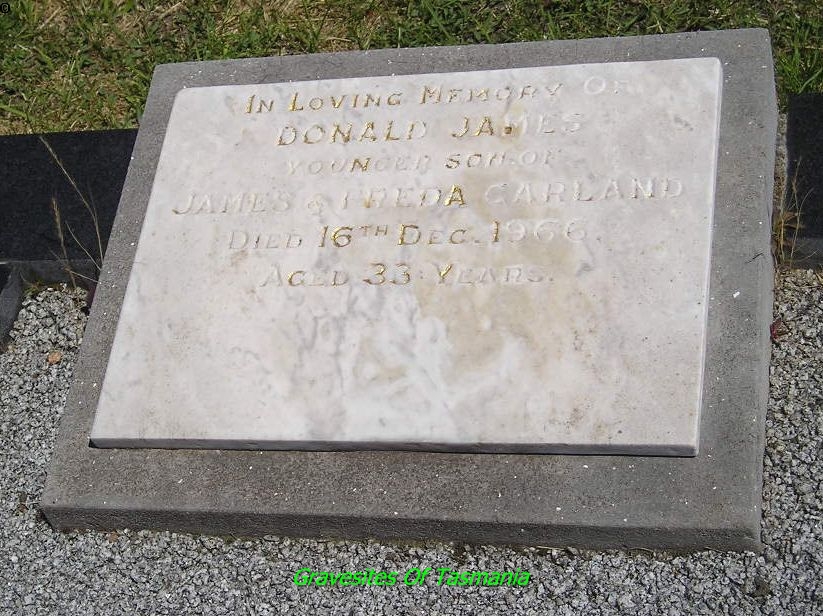 In Loving Memory Of
DONALD JAMES
YOUNGER SON OF
JAMES & FREDA GARLAND
Died 16TH Dec. 1966
Aged 33 Years.
Gravesites Of Tasmania